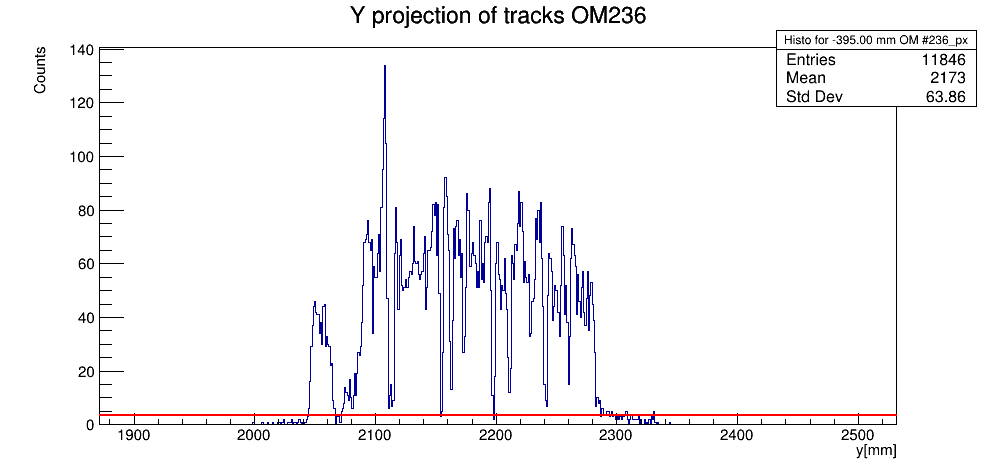 Y projection of tracks OM236
Histo for -395.00 mm OM #236_px
Entries 11846
Mean 2173
Std Dev 63.86
Counts
140
120
100
80
60
40
20
0
1900 2000 2100 2200 2300 2400 2500
y[mm]